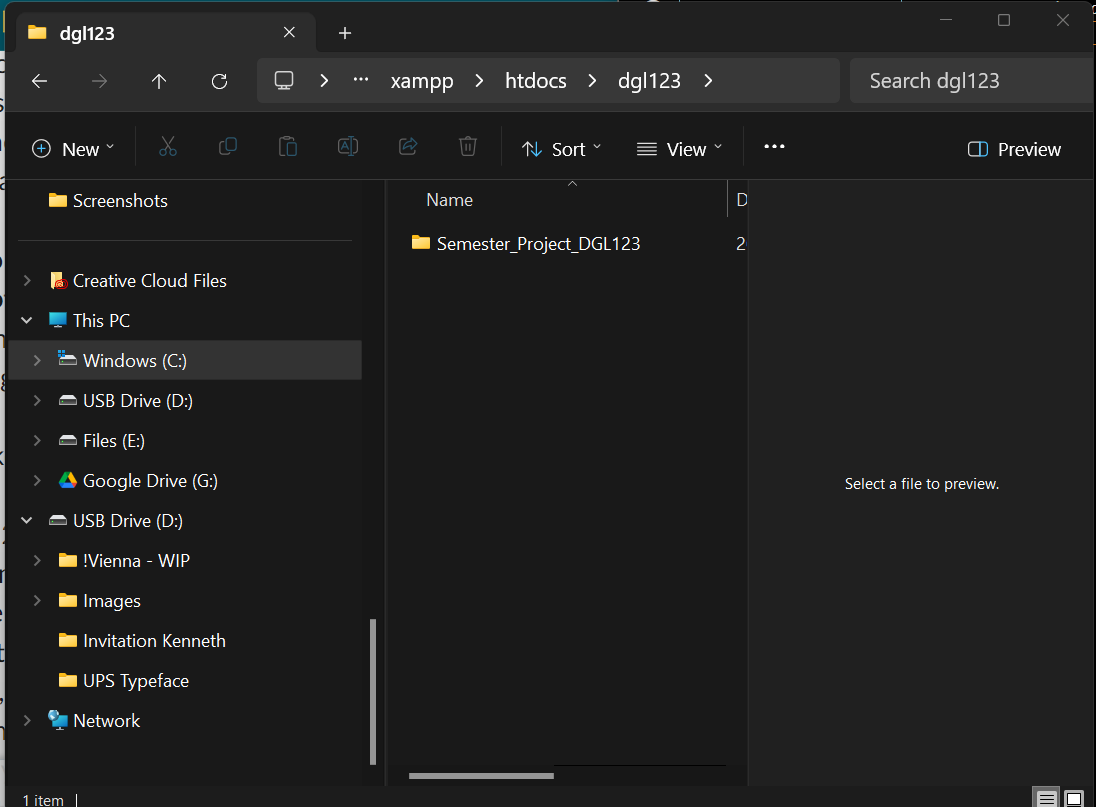 dgl123
xampp htdocs dgl123 Search dgl123
New Sort View Preview
Screenshots
Creative Cloud Files
This PC
Windows (C:)
USB Drive (D:)
Files (E:)
Google Drive (G:)
USB Drive (D:)
!Vienna - WIP
Images
Invitation Kenneth
UPS Typeface
Network
Name D
Semester_Project_DGL123
Select a file to preview.
1 item